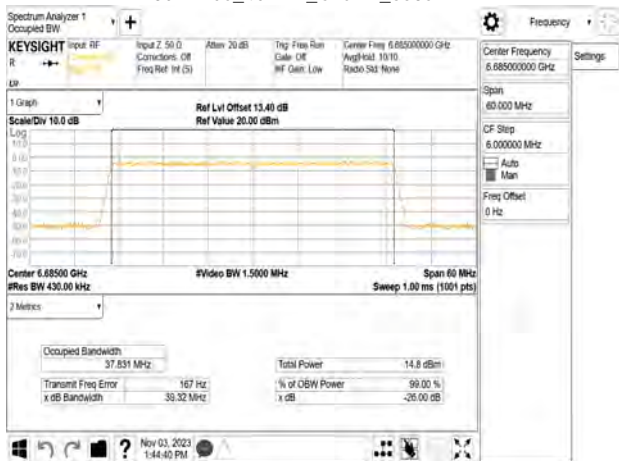 Spectrum Analyzer 1
Occupied BW
+
Frequency
KEYSIGHT
R
Input: RF
Input Z: 50 Ω
Corrections: Off
Freq Ref: Int (S)
Atten: 20 dB
Trig: Free Run
Gate: Off
#IF Gain: Low
Center Freq: 6.685000000 GHz
Avg|Hold: 10/10
Radio Std: None
Center Frequency
6.685000000 GHz
Settings
Span
60.000 MHz
CF Step
6.000000 MHz
Auto
Man
Freq Offset
0 Hz
1 Graph
Scale/Div 10.0 dB
Ref Lvl Offset 13.40 dB
Ref Value 20.00 dBm
Log
10.0
0.00
Center 6.68500 GHz
#Res BW 430.00 kHz
#Video BW 1.5000 MHz
Span 60 MHz
Sweep 1.00 ms (1001 pts)
2 Metrics
Occupied Bandwidth
37.831 MHz
Total Power 14.8 dBm
Transmit Freq Error 167 Hz
% of OBW Power 99.00 %
x dB Bandwidth 39.32 MHz
x dB -26.00 dB
?
Nov 03, 2023
1:44:40 PM